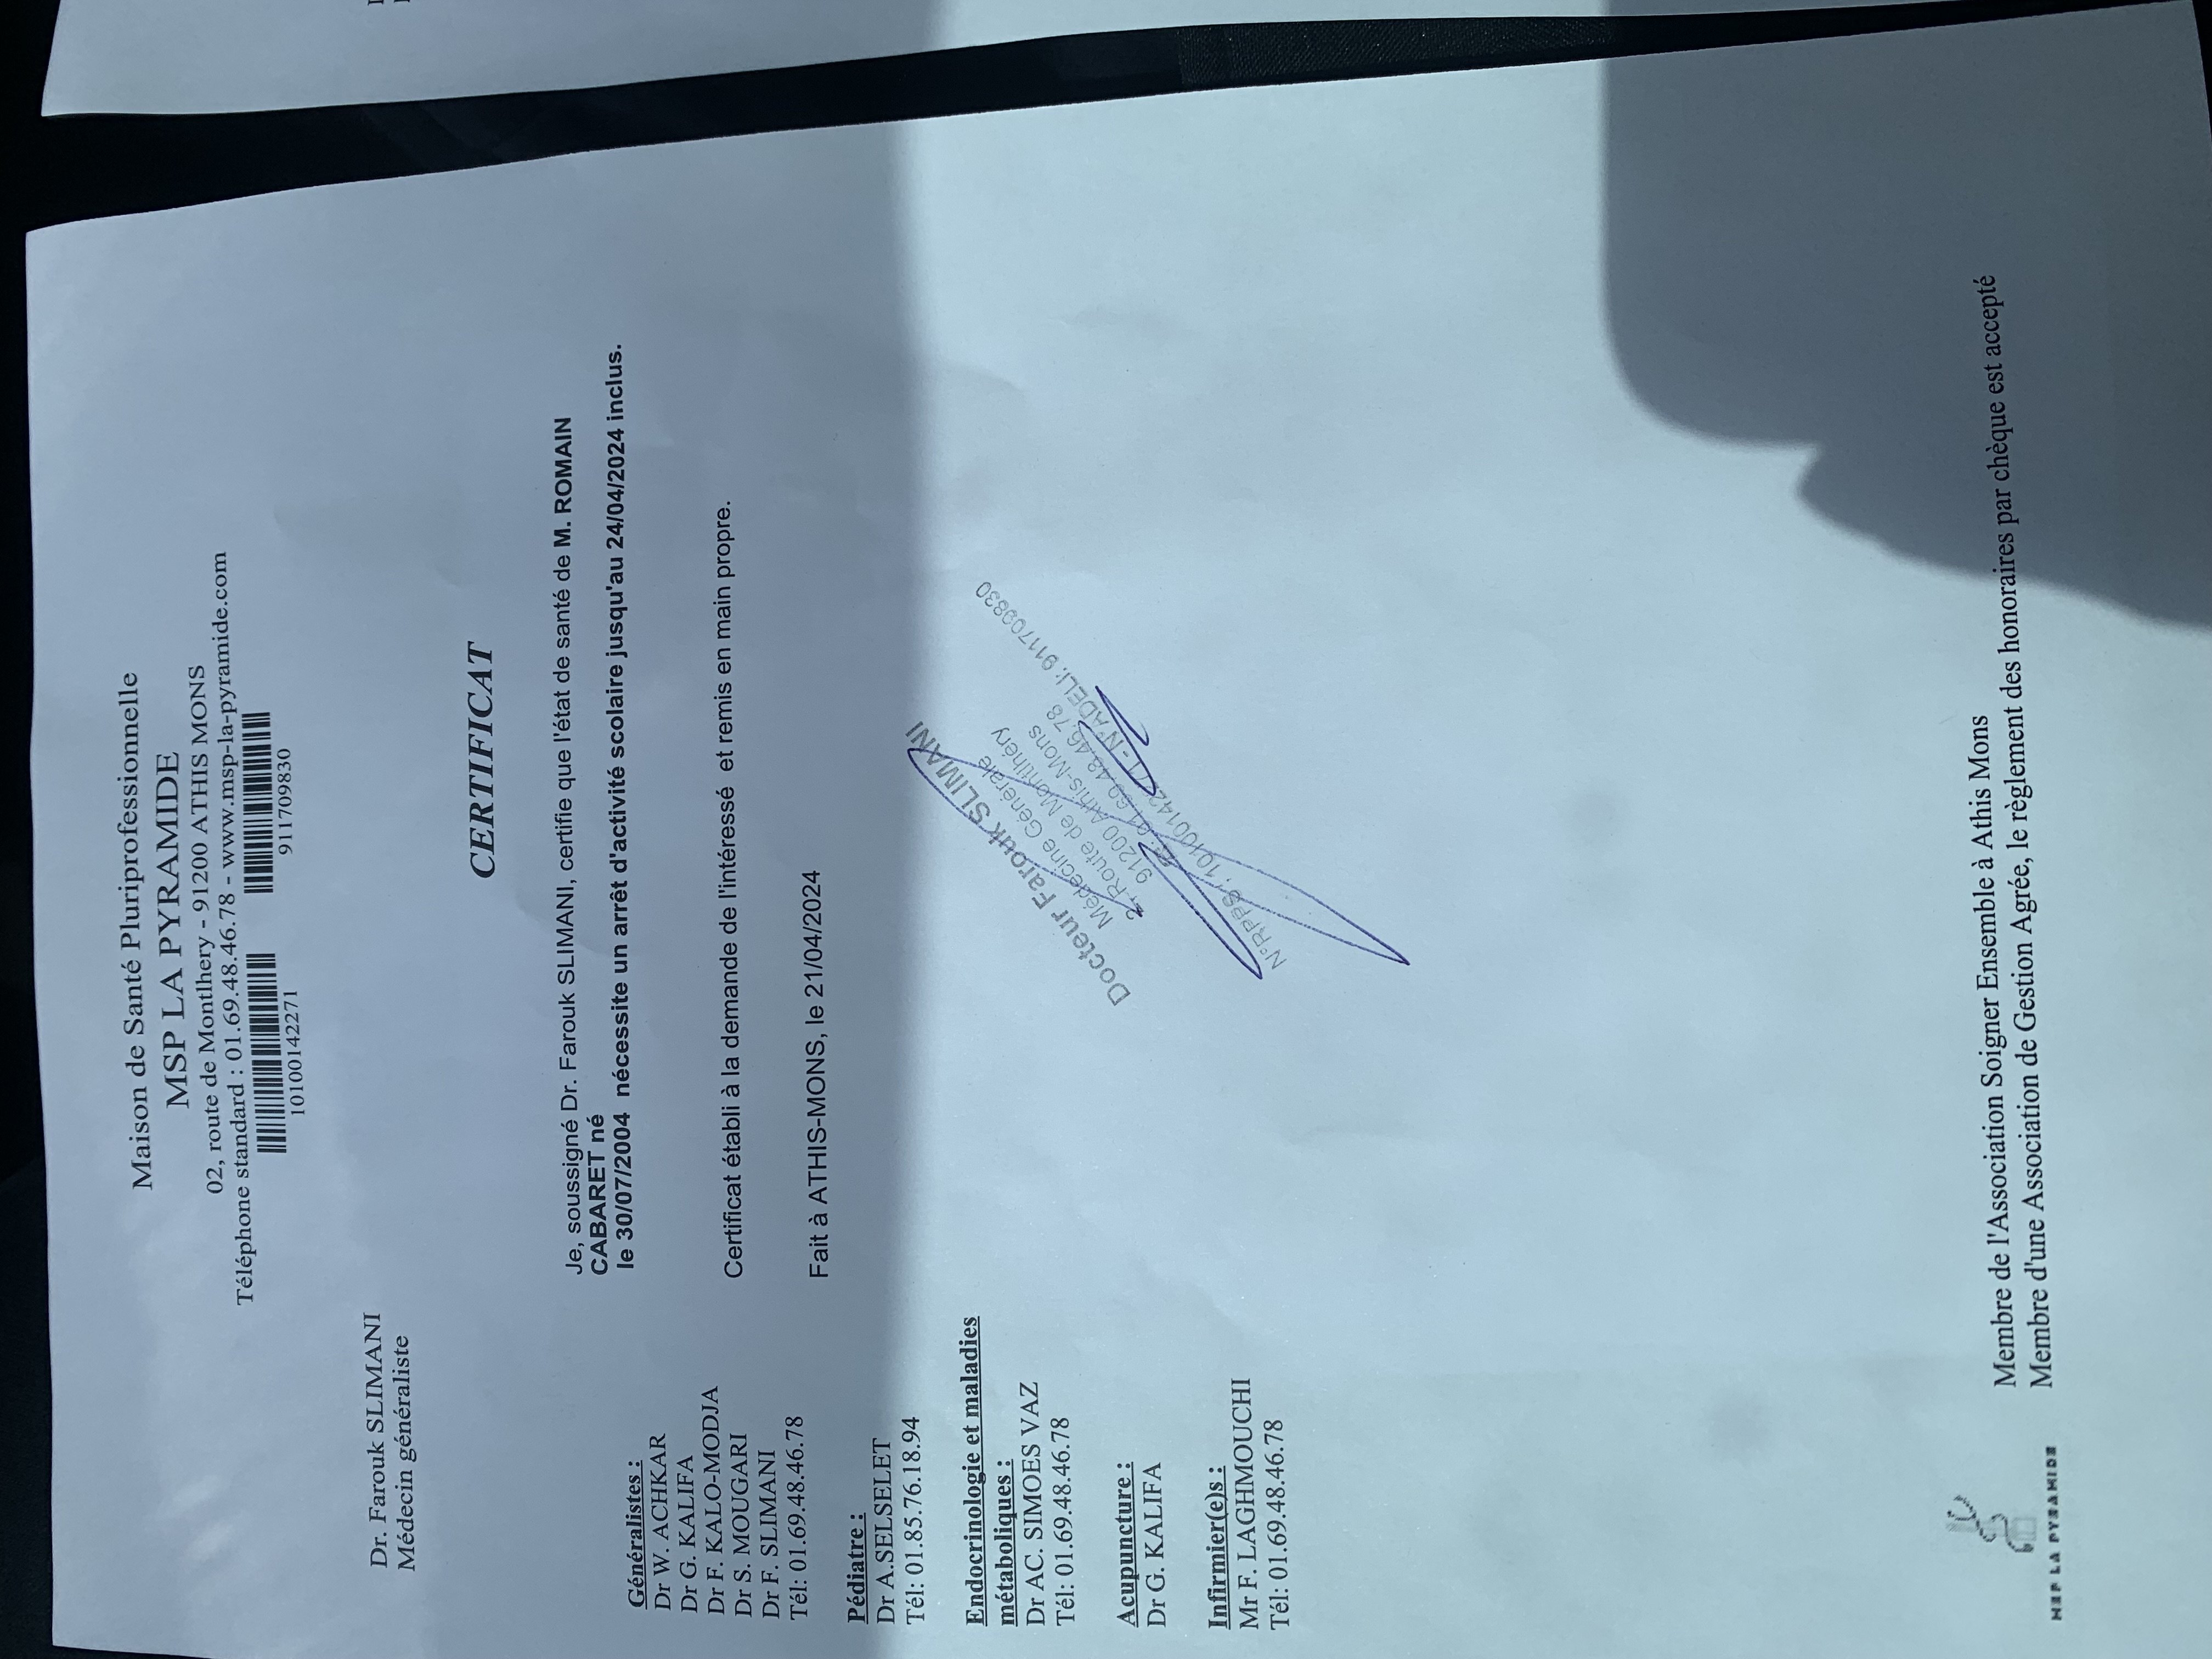 Maison de Santé Pluriprofessionnelle
MSP LA PYRAMIDE
02, route de Montlhery - 91200 ATHIS MONS
Téléphone standard : 01.69.48.46.78 - www.msp-la-pyramide.com
10100142271 911709830
Dr. Farouk SLIMANI
Médecin généraliste
CERTIFICAT
Je, soussigné Dr. Farouk SLIMANI, certifie que l'état de santé de M. ROMAIN
CABARET né
le 30/07/2004 nécessite un arrêt d'activité scolaire jusqu'au 24/04/2024 inclus.
Certificat établi à la demande de l'intéressé et remis en main propre.
Fait à ATHIS-MONS, le 21/04/2024
Généralistes :
Dr W. ACHKAR
Dr G. KALIFA
Dr F. KALO-MODJA
Dr S. MOUGARI
Dr F. SLIMANI
Tél: 01.69.48.46.78
Pédiatre :
Dr A.SELSELET
Tél: 01.85.76.18.94
Endocrinologie et maladies
métaboliques :
Dr AC. SIMOES VAZ
Tél: 01.69.48.46.78
Acupuncture :
Dr G. KALIFA
Infirmier(e)s :
Mr F. LAGHMOUCHI
Tél: 01.69.48.46.78
Docteur Farouk SLIMANI
Médecine Générale
2, Route de Montlhéry
91200 Athis-Mons
01.69.48.46.78
N°RPPS : 10100142271 - N°ADELI: 911709830
MSP LA PYRAMIDE
Membre de l'Association Soigner Ensemble à Athis Mons
Membre d'une Association de Gestion Agrée, le règlement des honoraires par chèque est accepté